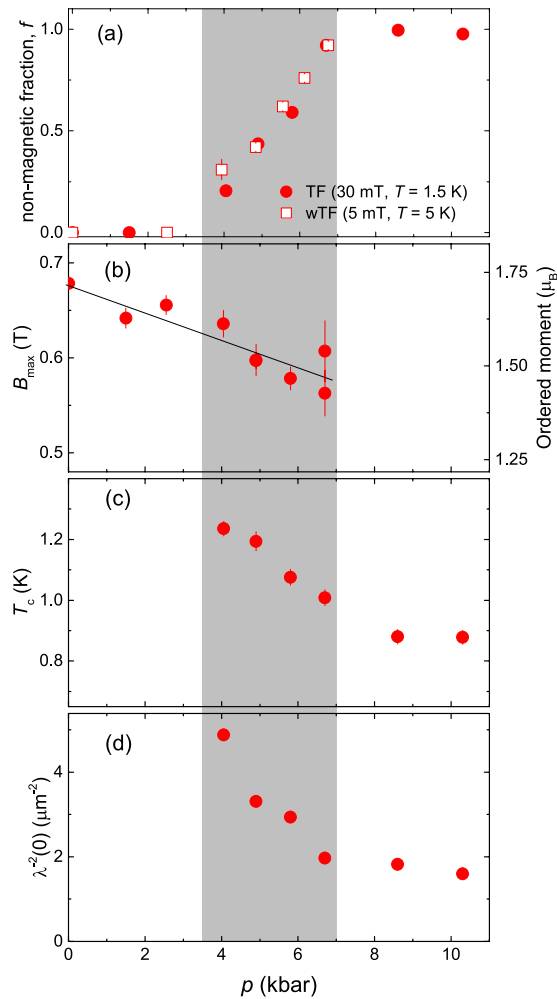 (a)
non-magnetic fraction, f
1.0
0.5
0.0
TF (30 mT, T = 1.5 K)
wTF (5 mT, T = 5 K)
(b)
B_max (T)
0.7
0.6
0.5
Ordered moment (μ_B)
1.75
1.50
1.25
(c)
T_c (K)
1.2
1.0
0.8
(d)
λ⁻²(0) (μm⁻²)
4
2
0
0 2 4 6 8 10
p (kbar)